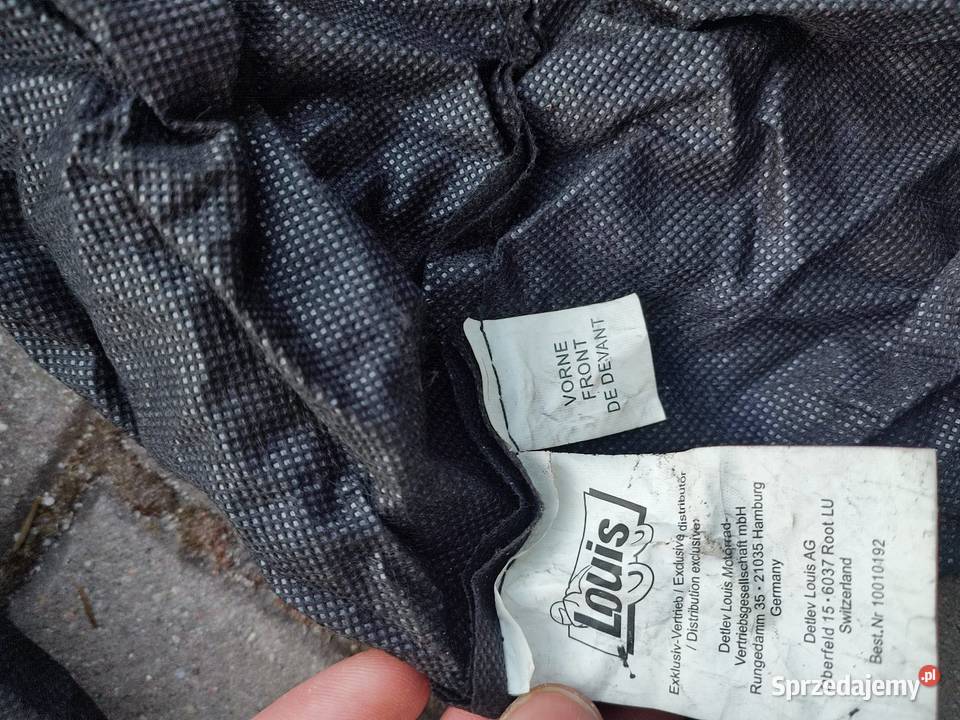 VORNE
FRONT
DE DEVANT
Louis
Exklusiv-Vertrieb / Exclusive distributor
/ Distribution exclusive:
Detlev Louis Motorrad-
Vertriebsgesellschaft mbH
Rungedamm 35 · 21035 Hamburg
Germany
Detlev Louis AG
berfeld 15 · 6037 Root LU
Switzerland
Best.Nr 10010192
Sprzedajemy.pl